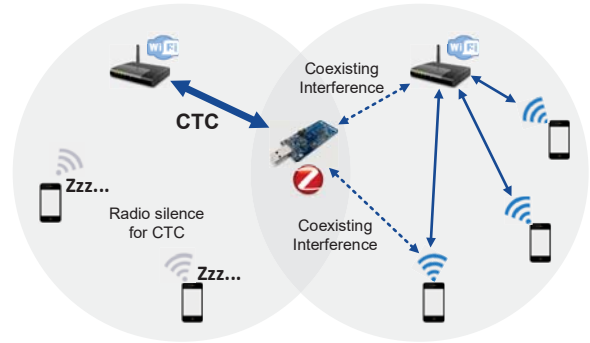 Wi Fi
Wi Fi
Coexisting
Interference
CTC
Z
Zzz...
Radio silence
for CTC
Coexisting
Interference
Zzz...